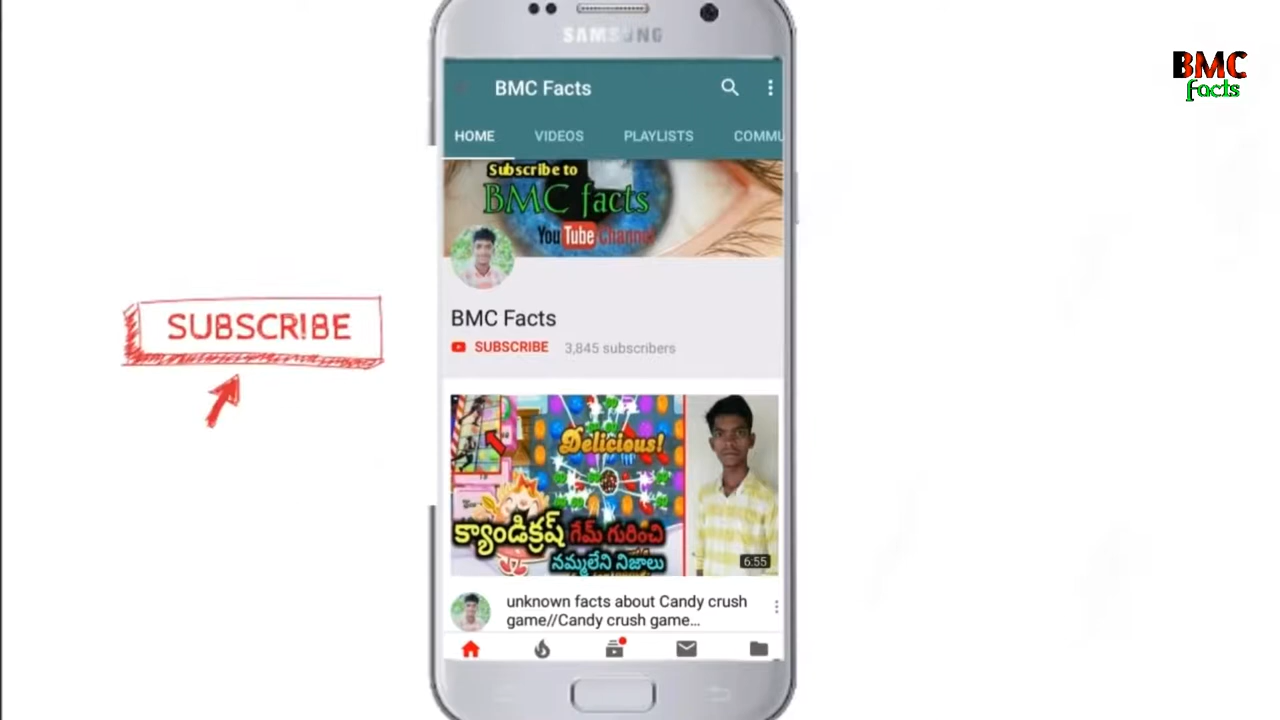 SAMSUNG
BMC
facts
BMC Facts
HOME
VIDEOS
PLAYLISTS
COMMU
Subscribe to
BMC facts
YouTube Channel
BMC Facts
SUBSCRIBE
3,845 subscribers
SUBSCRIBE
Delicious!
క్యాండిక్రష్ గేమ్ గురించి
నమ్మలేని నిజాలు
6:55
unknown facts about Candy crush
game//Candy crush game...